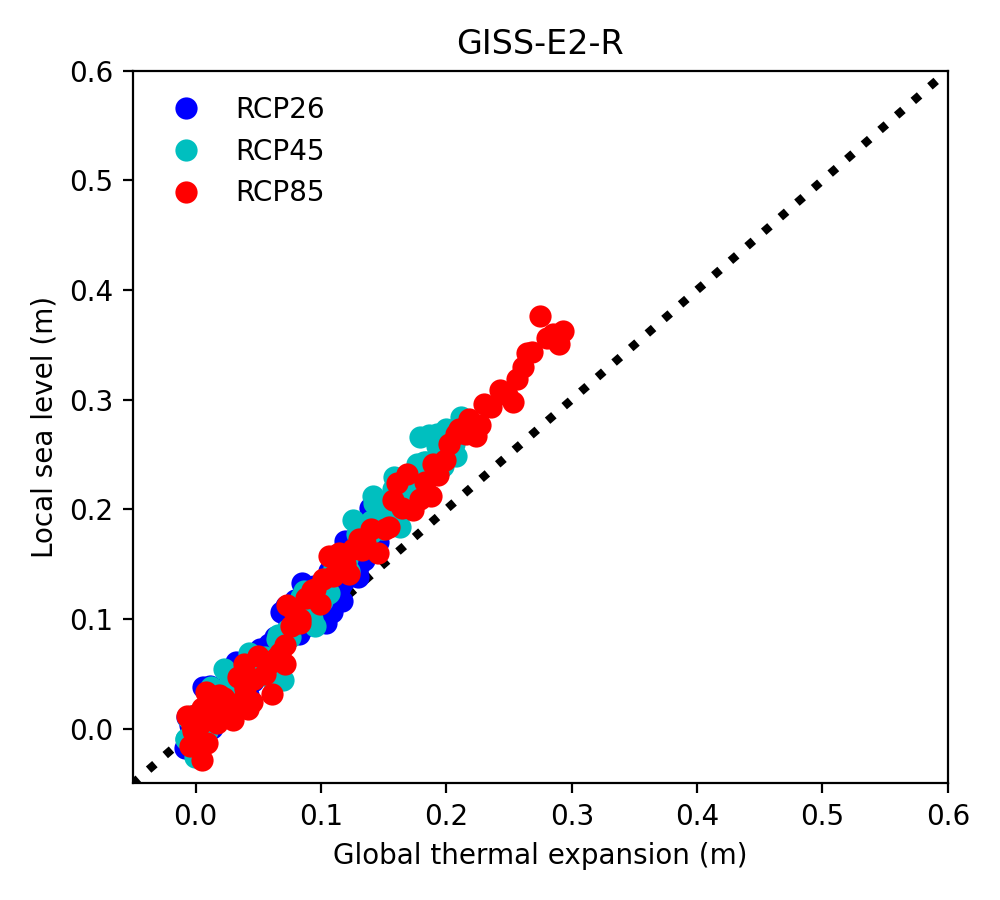 GISS-E2-R
RCP26
RCP45
RCP85
0.6
0.5
0.4
0.3
0.2
0.1
0.0
Local sea level (m)
0.0 0.1 0.2 0.3 0.4 0.5 0.6
Global thermal expansion (m)